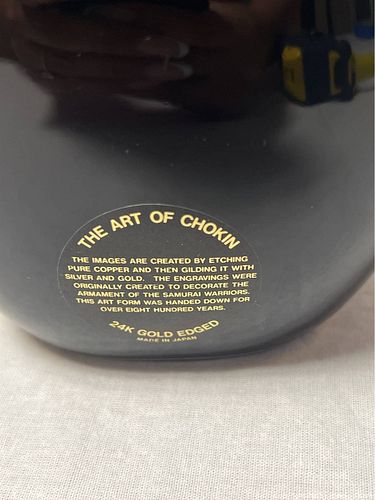 THE ART OF CHOKIN
THE IMAGES ARE CREATED BY ETCHING
PURE COPPER AND THEN GILDING IT WITH
SILVER AND GOLD. THE ENGRAVINGS WERE
ORIGINALLY CREATED TO DECORATE THE
ARMAMENT OF THE SAMURAI WARRIORS.
THIS ART FORM WAS HANDED DOWN FOR
OVER EIGHT HUNDRED YEARS.
24K GOLD EDGED
MADE IN JAPAN